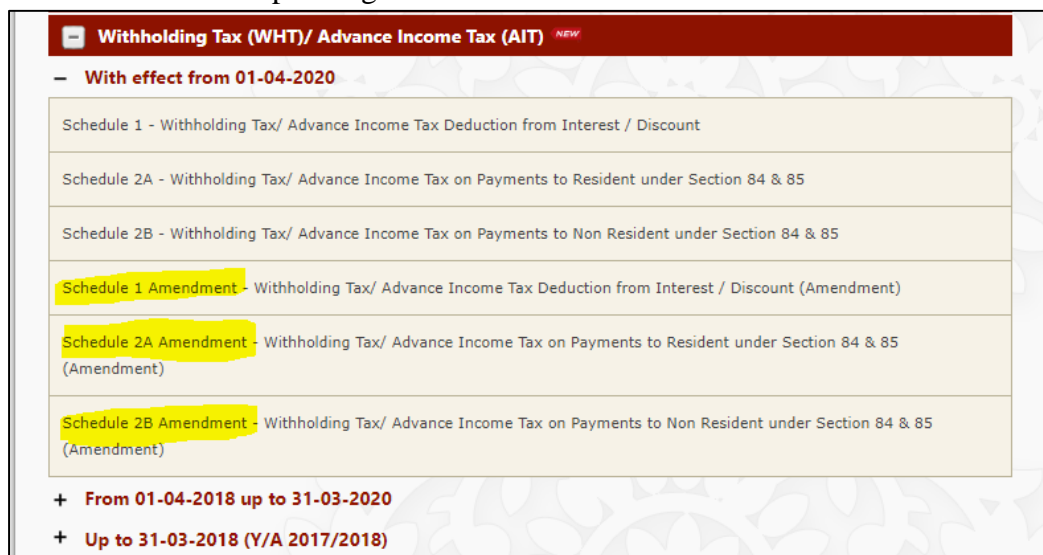 Withholding Tax (WHT)/ Advance Income Tax (AIT) NEW
With effect from 01-04-2020
Schedule 1 - Withholding Tax/ Advance Income Tax Deduction from Interest / Discount
Schedule 2A - Withholding Tax/ Advance Income Tax on Payments to Resident under Section 84 & 85
Schedule 2B - Withholding Tax/ Advance Income Tax on Payments to Non Resident under Section 84 & 85
Schedule 1 Amendment - Withholding Tax/ Advance Income Tax Deduction from Interest / Discount (Amendment)
Schedule 2A Amendment - Withholding Tax/ Advance Income Tax on Payments to Resident under Section 84 & 85
(Amendment)
Schedule 2B Amendment - Withholding Tax/ Advance Income Tax on Payments to Non Resident under Section 84 & 85
(Amendment)
From 01-04-2018 up to 31-03-2020
Up to 31-03-2018 (Y/A 2017/2018)